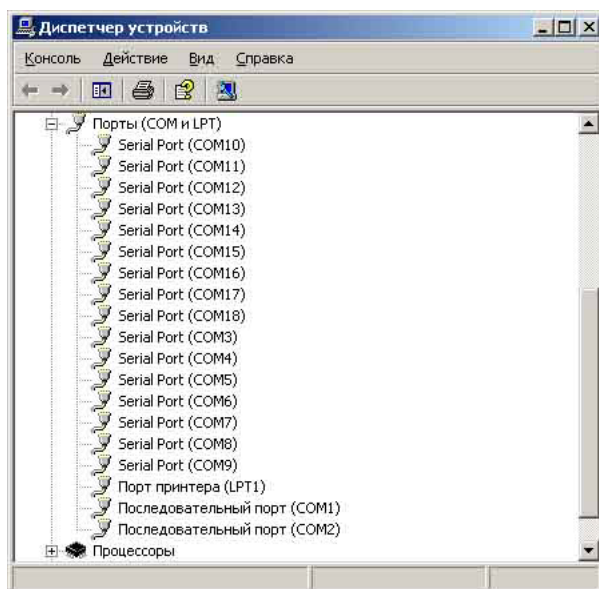 Диспетчер устройств
Консоль Действие Вид Справка
Порты (COM и LPT)
Serial Port (COM10)
Serial Port (COM11)
Serial Port (COM12)
Serial Port (COM13)
Serial Port (COM14)
Serial Port (COM15)
Serial Port (COM16)
Serial Port (COM17)
Serial Port (COM18)
Serial Port (COM3)
Serial Port (COM4)
Serial Port (COM5)
Serial Port (COM6)
Serial Port (COM7)
Serial Port (COM8)
Serial Port (COM9)
Порт принтера (LPT1)
Последовательный порт (COM1)
Последовательный порт (COM2)
Процессоры